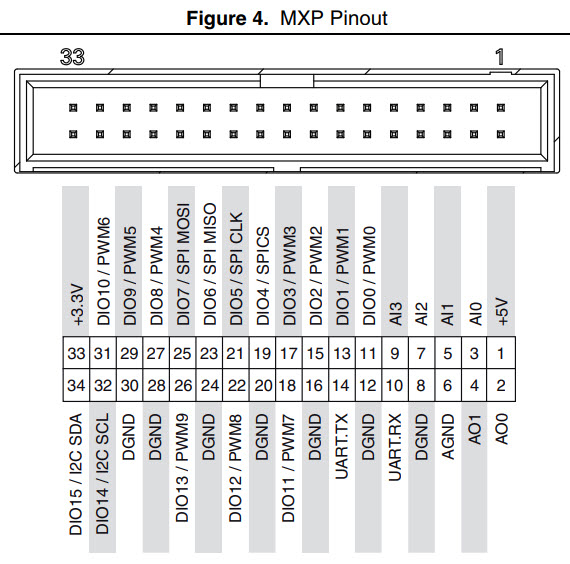 Figure 4. MXP Pinout
33 1
+3.3V
DIO10 / PWM6
DIO9 / PWM5
DIO8 / PWM4
DIO7 / SPI MOSI
DIO6 / SPI MISO
DIO5 / SPI CLK
DIO4 / SPICS
DIO3 / PWM3
DIO2 / PWM2
DIO1 / PWM1
DIO0 / PWM0
AI3
AI2
AI1
AI0
+5V
33 31 29 27 25 23 21 19 17 15 13 11 9 7 5 3 1
34 32 30 28 26 24 22 20 18 16 14 12 10 8 6 4 2
DIO15 / I2C SDA
DIO14 / I2C SCL
DGND
DGND
DIO13 / PWM9
DGND
DIO12 / PWM8
DGND
DIO11 / PWM7
DGND
UART.TX
DGND
UART.RX
DGND
AGND
AO1
AO0